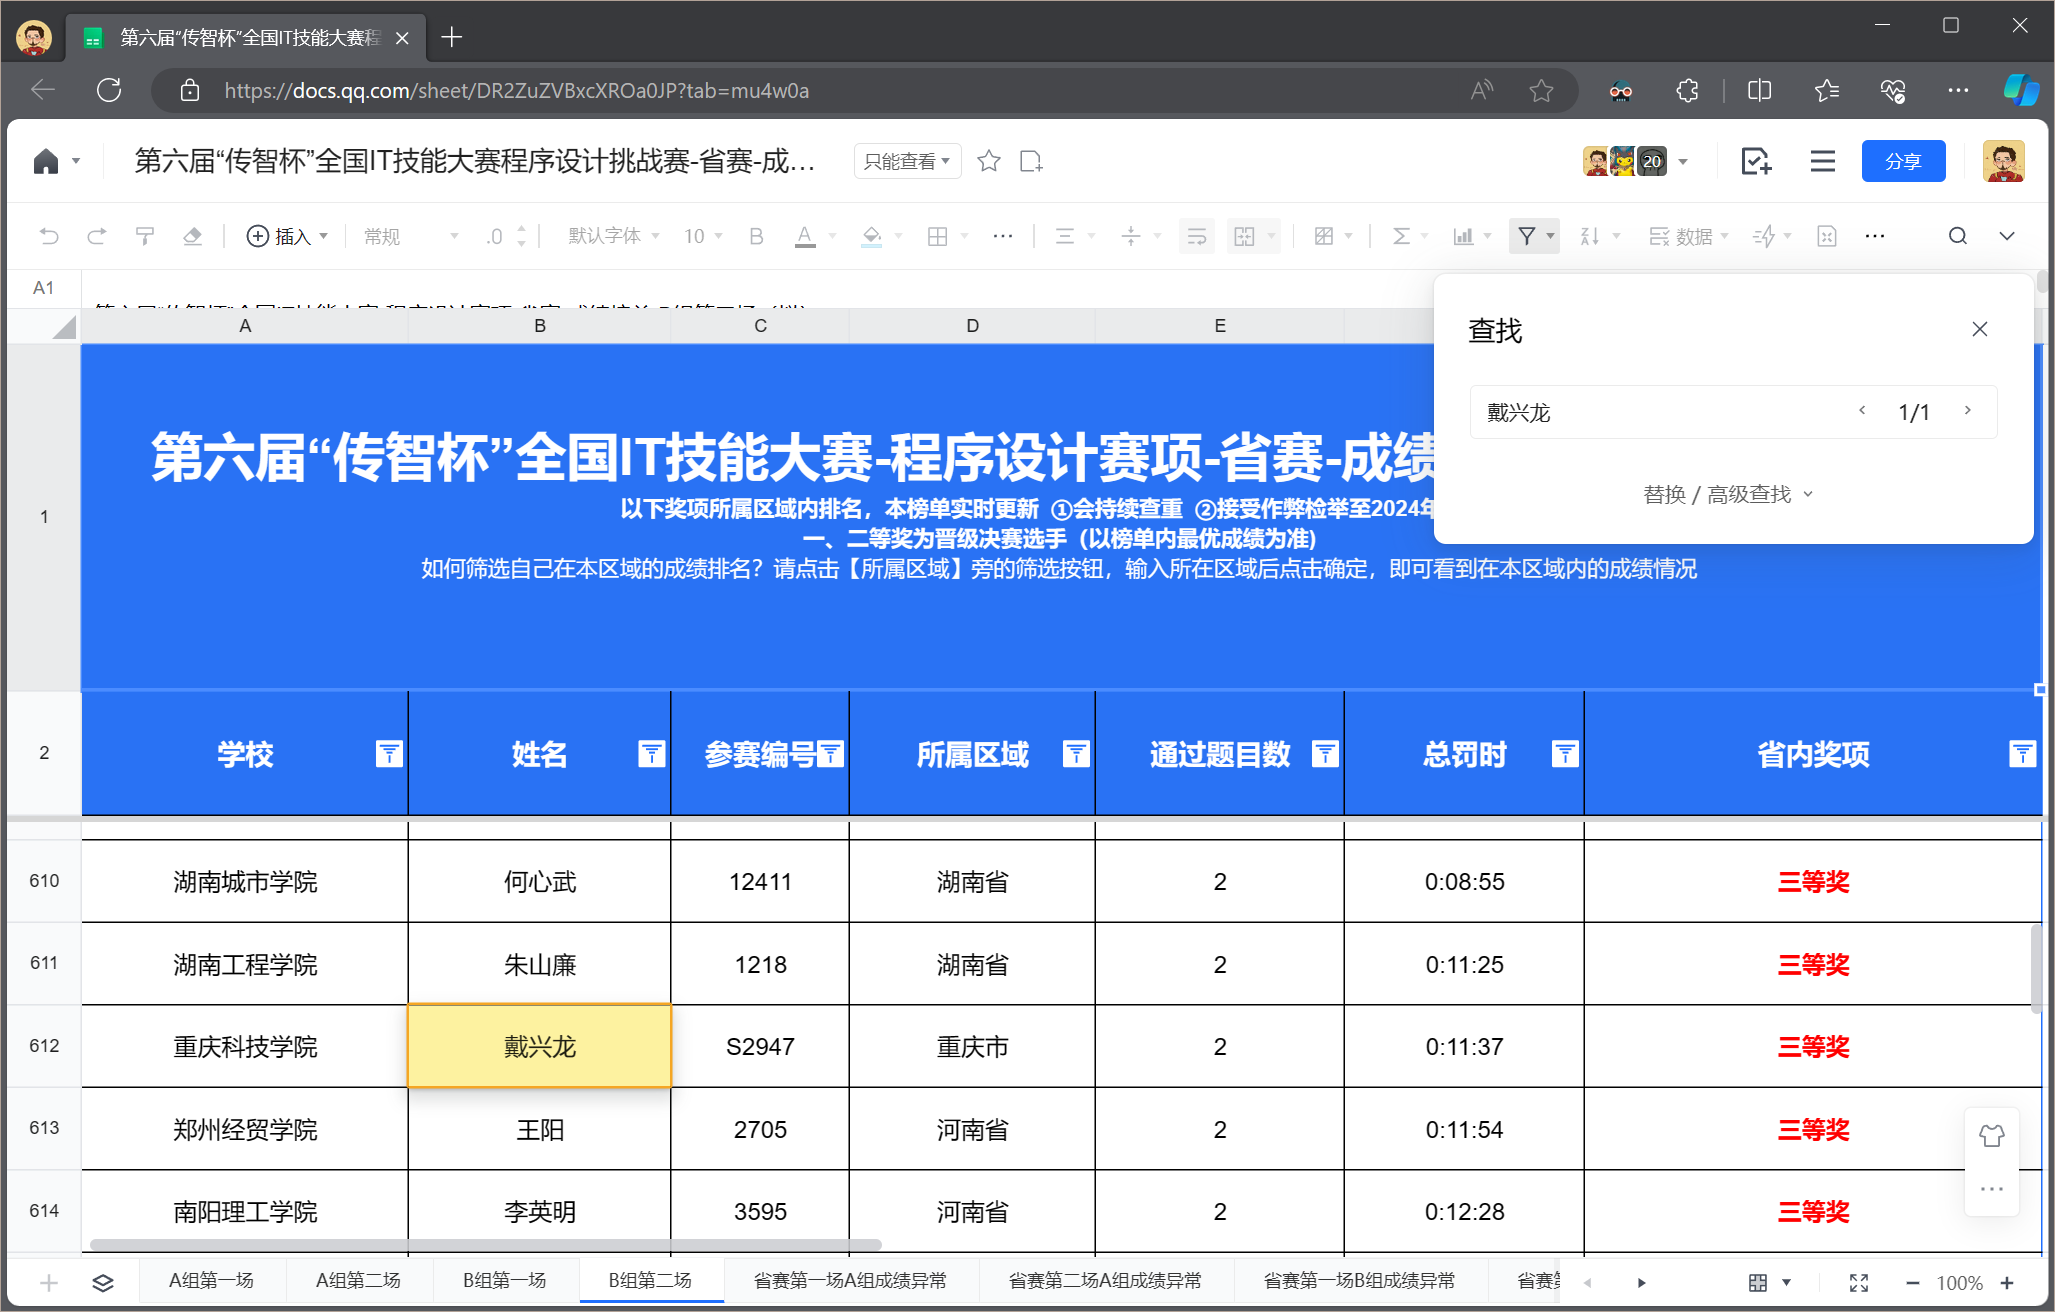 第六届“传智杯”全国IT技能大赛程
https://docs.qq.com/sheet/DR2ZuZVBxcXROa0JP?tab=mu4w0a
第六届“传智杯”全国IT技能大赛程序设计挑战赛-省赛-成…
只能查看
20
分享
插入
常规
.0
默认字体
10
B
A
数据
A1
A B C D E
查找
戴兴龙
1/1
替换 / 高级查找
1
第六届“传智杯”全国IT技能大赛-程序设计赛项-省赛-成绩
以下奖项所属区域内排名，本榜单实时更新 ①会持续查重 ②接受作弊检举至2024年
一、二等奖为晋级决赛选手（以榜单内最优成绩为准）
如何筛选自己在本区域的成绩排名？请点击【所属区域】旁的筛选按钮，输入所在区域后点击确定，即可看到在本区域内的成绩情况
2 学校 姓名 参赛编号 所属区域 通过题目数 总罚时 省内奖项
610 湖南城市学院 何心武 12411 湖南省 2 0:08:55 三等奖
611 湖南工程学院 朱山廉 1218 湖南省 2 0:11:25 三等奖
612 重庆科技学院 戴兴龙 S2947 重庆市 2 0:11:37 三等奖
613 郑州经贸学院 王阳 2705 河南省 2 0:11:54 三等奖
614 南阳理工学院 李英明 3595 河南省 2 0:12:28 三等奖
A组第一场 A组第二场 B组第一场 B组第二场 省赛第一场A组成绩异常 省赛第二场A组成绩异常 省赛第一场B组成绩异常 省赛
100%